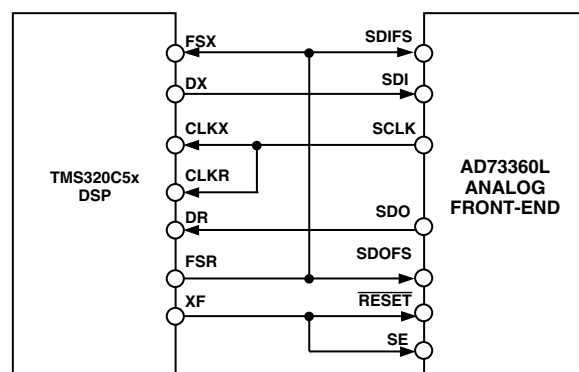 FSX
SDIFS
DX
SDI
CLKX
SCLK
TMS320C5x
DSP
CLKR
AD73360L
ANALOG
FRONT-END
DR
SDO
FSR
SDOFS
XF
RESET
SE